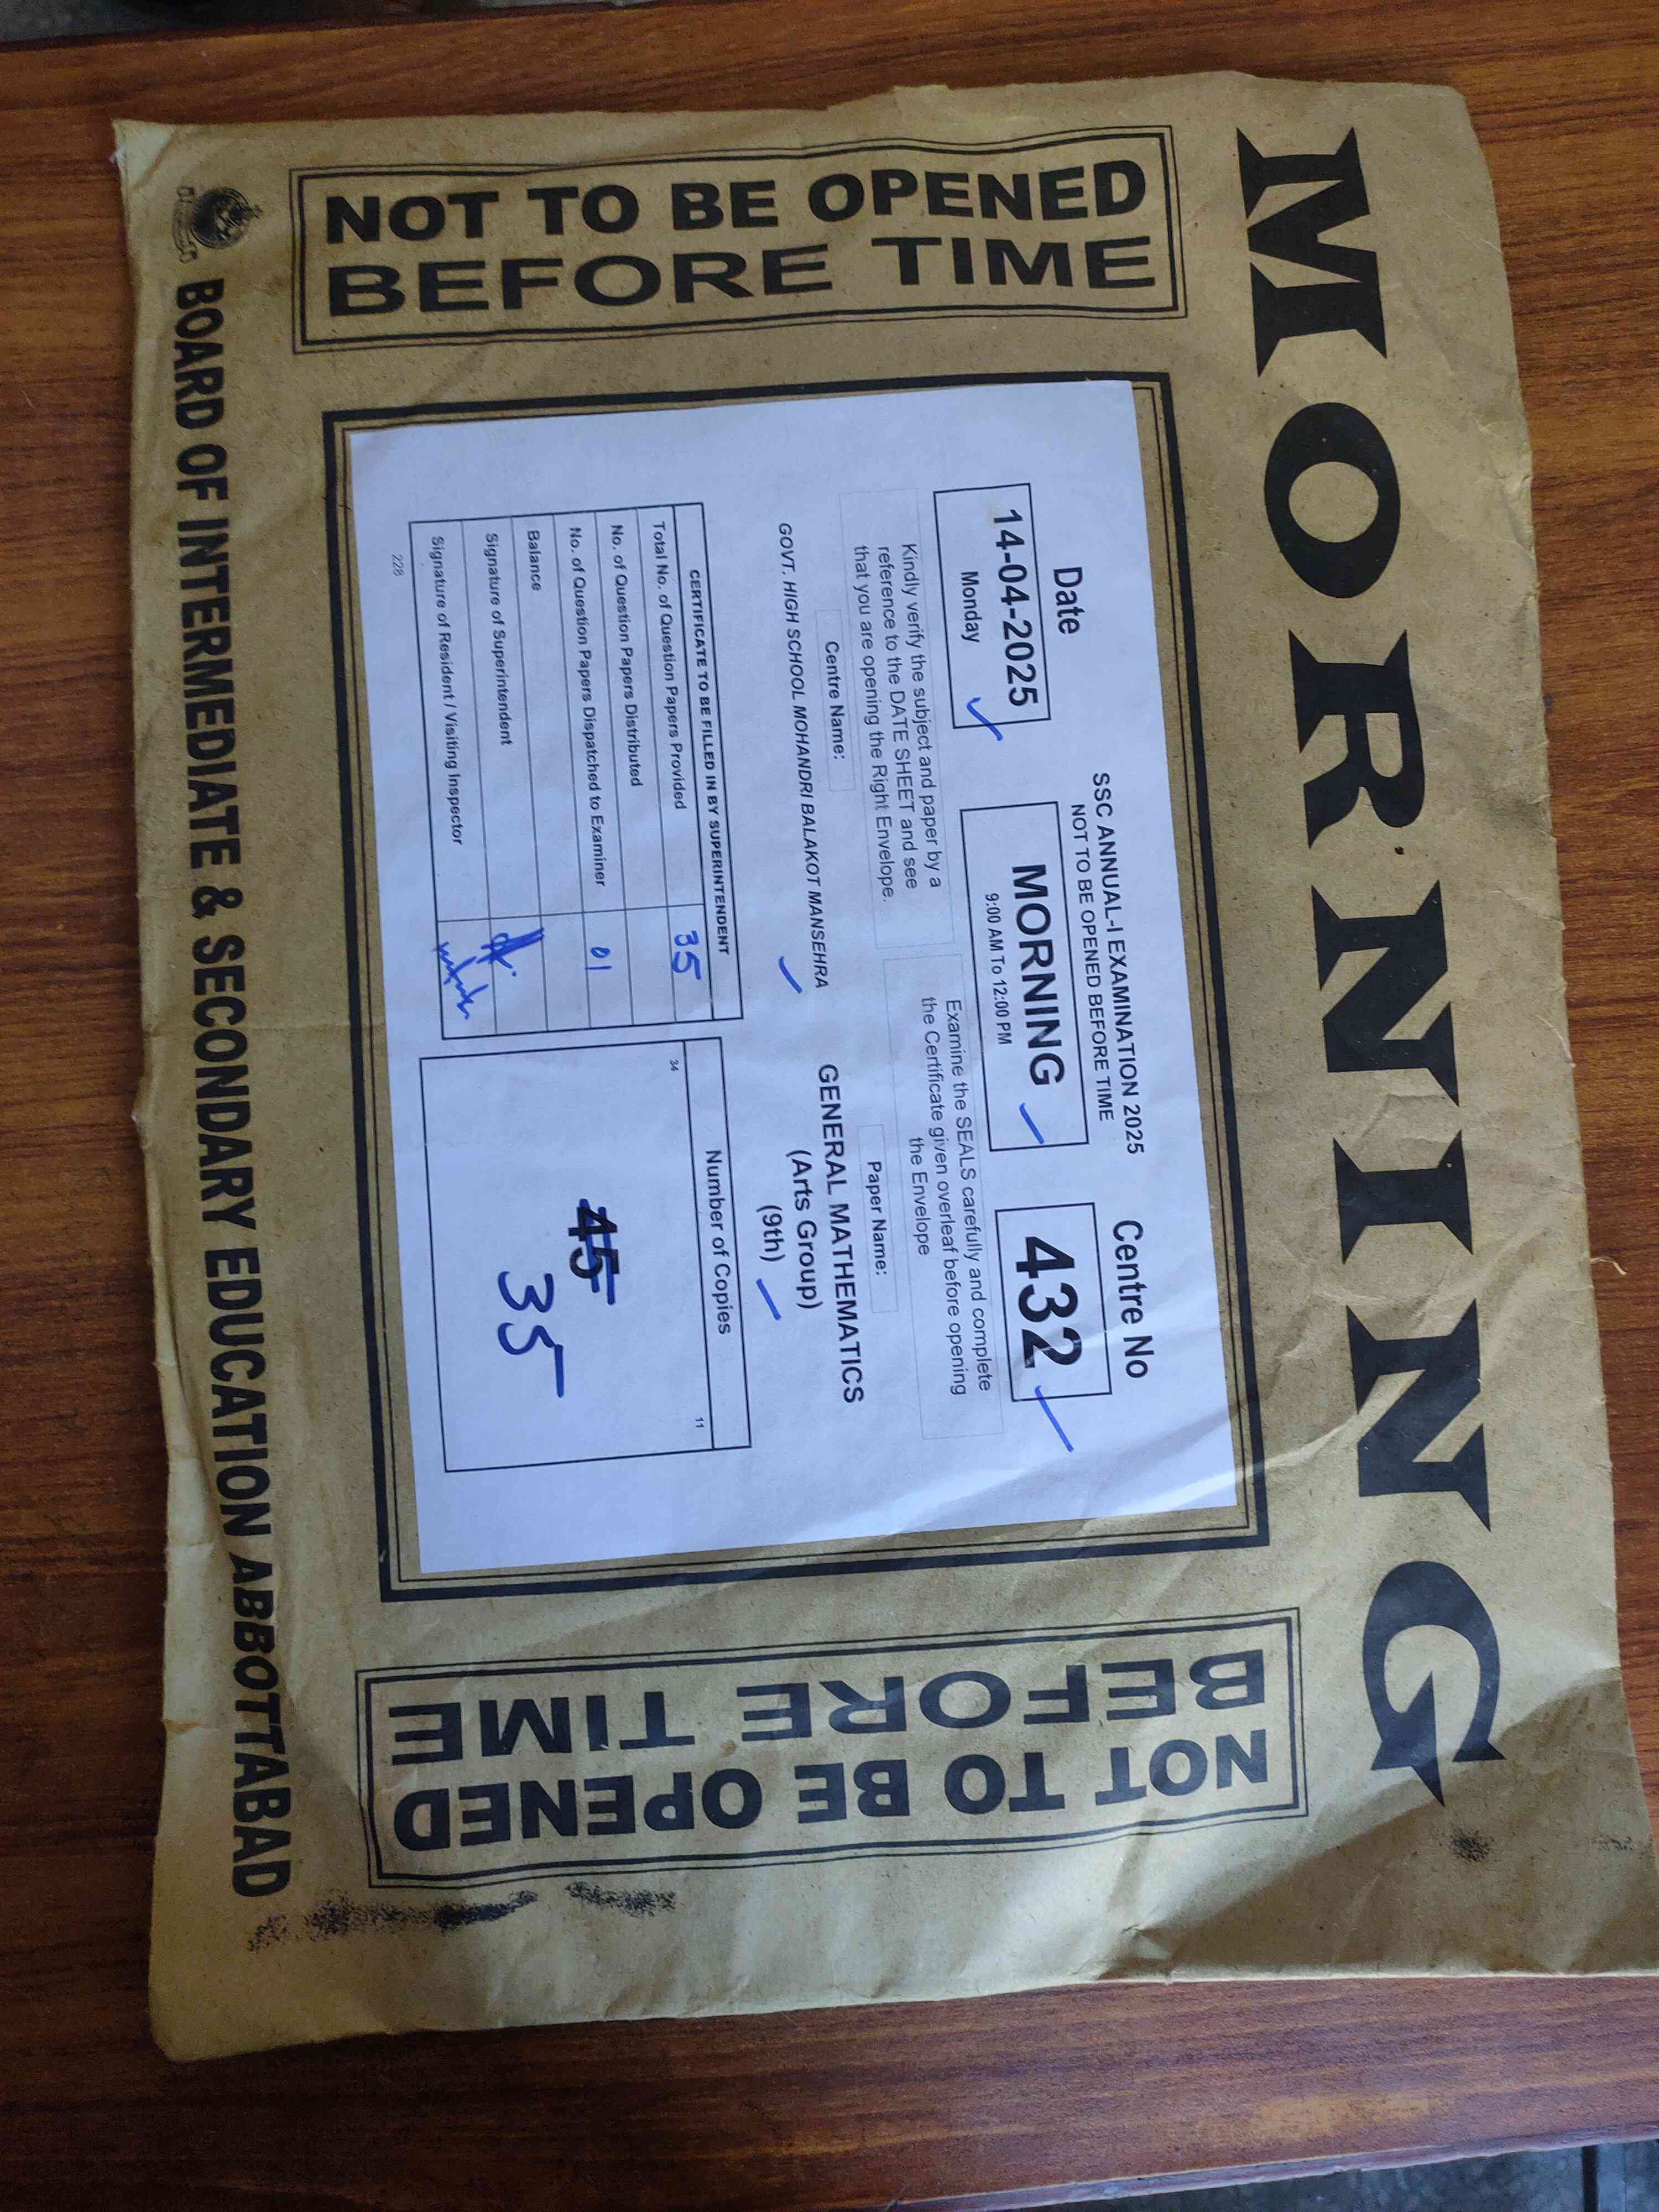 MORNING
NOT TO BE OPENED
BEFORE TIME
SSC ANNUAL-I EXAMINATION 2025
NOT TO BE OPENED BEFORE TIME
Date
14-04-2025
Monday
MORNING
9:00 AM To 12:00 PM
Centre No
432
Kindly verify the subject and paper by a
reference to the DATE SHEET and see
that you are opening the Right Envelope.
Examine the SEALS carefully and complete
the Certificate given overleaf before opening
the Envelope
Centre Name:
GOVT. HIGH SCHOOL MOHANDRI BALAKOT MANSEHRA
Paper Name:
GENERAL MATHEMATICS
(Arts Group)
(9th)
CERTIFICATE TO BE FILLED IN BY SUPERINTENDENT
Total No. of Question Papers Provided 35
No. of Question Papers Distributed
No. of Question Papers Dispatched to Examiner 01
Balance
Signature of Superintendent
Signature of Resident / Visiting Inspector
228
Number of Copies
34 11
45
35
NOT TO BE OPENED
BEFORE TIME
BOARD OF INTERMEDIATE & SECONDARY EDUCATION ABBOTTABAD